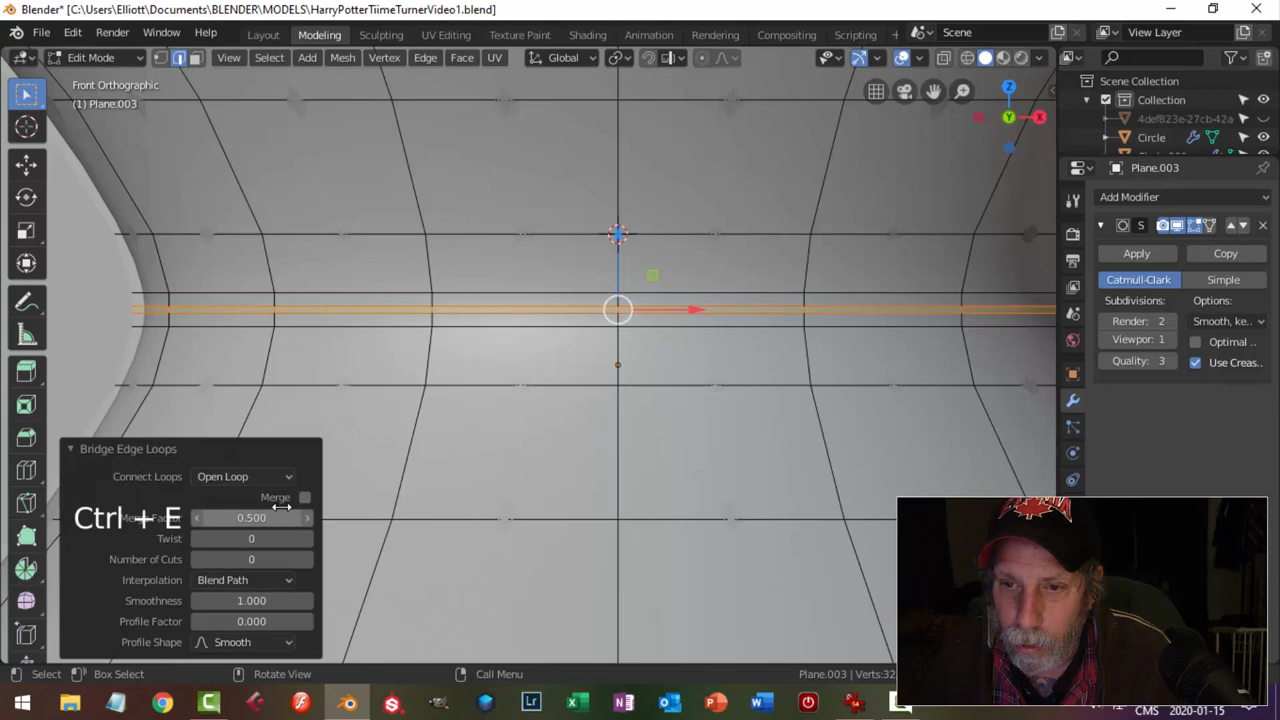 Blender* [C:\Users\Elliott\Documents\BLENDER\MODELS\HarryPotterTiimeTurnerVideo1.blend]
File Edit Render Window Help Layout Modeling Sculpting UV Editing Texture Paint Shading Animation Rendering Compositing Scripting Scene View Layer
Edit Mode View Select Add Mesh Vertex Edge Face UV Global
Front Orthographic
(1) Plane.003
Z
Y
X
Scene Collection
Collection
4def823e-27cb-42a
Circle
Plane.003
Add Modifier
S
Apply Copy
Catmull-Clark Simple
Subdivisions: Options:
Render: 2 Smooth, ke..
Viewpor: 1 Optimal ..
Quality: 3 Use Creas..
Bridge Edge Loops
Connect Loops Open Loop
Merge
Ctrl + E
0.500
Twist 0
Number of Cuts 0
Interpolation Blend Path
Smoothness 1.000
Profile Factor 0.000
Profile Shape Smooth
Select Box Select Rotate View Call Menu Plane.003 | Verts:32,
Lr
CMS 2020-01-15